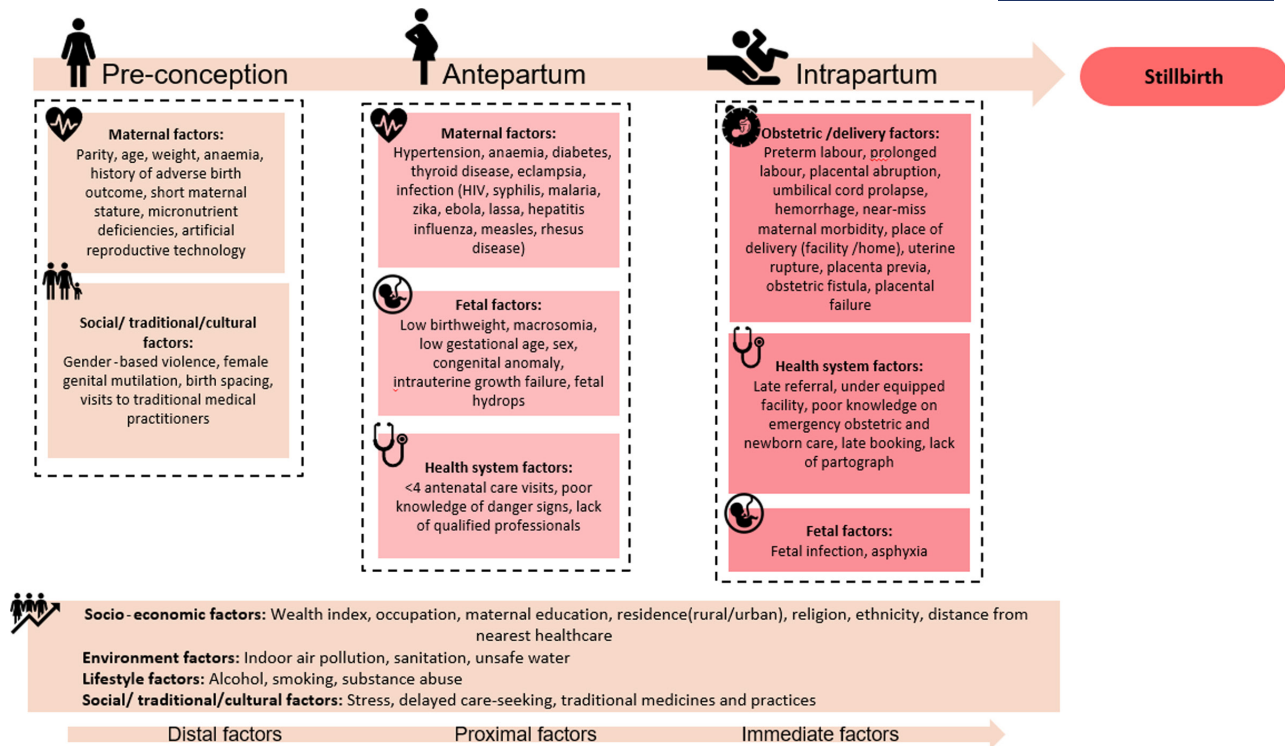 Pre-conception
Antepartum
Intrapartum
Stillbirth
Maternal factors:
Parity, age, weight, anaemia,
history of adverse birth
outcome, short maternal
stature, micronutrient
deficiencies, artificial
reproductive technology
Social/ traditional/cultural
factors:
Gender-based violence, female
genital mutilation, birth spacing,
visits to traditional medical
practitioners
Maternal factors:
Hypertension, anaemia, diabetes,
thyroid disease, eclampsia,
infection (HIV, syphilis, malaria,
zika, ebola, lassa, hepatitis
influenza, measles, rhesus
disease)
Fetal factors:
Low birthweight, macrosomia,
low gestational age, sex,
congenital anomaly,
intrauterine growth failure, fetal
hydrops
Health system factors:
<4 antenatal care visits, poor
knowledge of danger signs, lack
of qualified professionals
Obstetric /delivery factors:
Preterm labour, prolonged
labour, placental abruption,
umbilical cord prolapse,
hemorrhage, near-miss
maternal morbidity, place of
delivery (facility /home), uterine
rupture, placenta previa,
obstetric fistula, placental
failure
Health system factors:
Late referral, under equipped
facility, poor knowledge on
emergency obstetric and
newborn care, late booking, lack
of partograph
Fetal factors:
Fetal infection, asphyxia
Socio-economic factors: Wealth index, occupation, maternal education, residence(rural/urban), religion, ethnicity, distance from
nearest healthcare
Environment factors: Indoor air pollution, sanitation, unsafe water
Lifestyle factors: Alcohol, smoking, substance abuse
Social/ traditional/cultural factors: Stress, delayed care-seeking, traditional medicines and practices
Distal factors
Proximal factors
Immediate factors